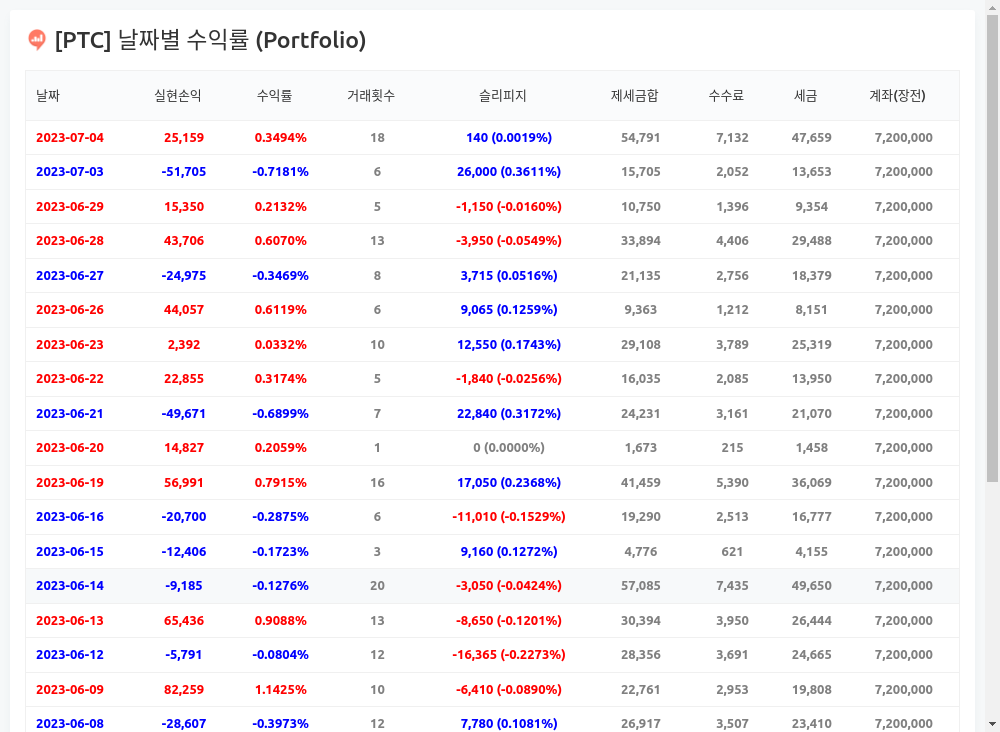 [PTC] 날짜별 수익률 (Portfolio)
날짜 실현손익 수익률 거래횟수 슬리피지 제세금합 수수료 세금 계좌(장전)
2023-07-04 25,159 0.3494% 18 140 (0.0019%) 54,791 7,132 47,659 7,200,000
2023-07-03 -51,705 -0.7181% 6 26,000 (0.3611%) 15,705 2,052 13,653 7,200,000
2023-06-29 15,350 0.2132% 5 -1,150 (-0.0160%) 10,750 1,396 9,354 7,200,000
2023-06-28 43,706 0.6070% 13 -3,950 (-0.0549%) 33,894 4,406 29,488 7,200,000
2023-06-27 -24,975 -0.3469% 8 3,715 (0.0516%) 21,135 2,756 18,379 7,200,000
2023-06-26 44,057 0.6119% 6 9,065 (0.1259%) 9,363 1,212 8,151 7,200,000
2023-06-23 2,392 0.0332% 10 12,550 (0.1743%) 29,108 3,789 25,319 7,200,000
2023-06-22 22,855 0.3174% 5 -1,840 (-0.0256%) 16,035 2,085 13,950 7,200,000
2023-06-21 -49,671 -0.6899% 7 22,840 (0.3172%) 24,231 3,161 21,070 7,200,000
2023-06-20 14,827 0.2059% 1 0 (0.0000%) 1,673 215 1,458 7,200,000
2023-06-19 56,991 0.7915% 16 17,050 (0.2368%) 41,459 5,390 36,069 7,200,000
2023-06-16 -20,700 -0.2875% 6 -11,010 (-0.1529%) 19,290 2,513 16,777 7,200,000
2023-06-15 -12,406 -0.1723% 3 9,160 (0.1272%) 4,776 621 4,155 7,200,000
2023-06-14 -9,185 -0.1276% 20 -3,050 (-0.0424%) 57,085 7,435 49,650 7,200,000
2023-06-13 65,436 0.9088% 13 -8,650 (-0.1201%) 30,394 3,950 26,444 7,200,000
2023-06-12 -5,791 -0.0804% 12 -16,365 (-0.2273%) 28,356 3,691 24,665 7,200,000
2023-06-09 82,259 1.1425% 10 -6,410 (-0.0890%) 22,761 2,953 19,808 7,200,000
2023-06-08 -28,607 -0.3973% 12 7,780 (0.1081%) 26,917 3,507 23,410 7,200,000